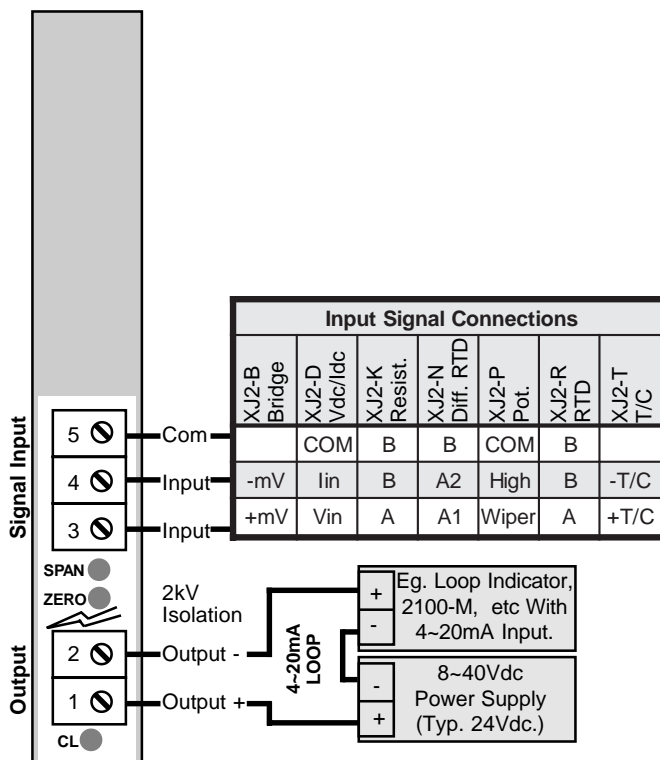 Input Signal Connections
XJ2-B Bridge
XJ2-D Vdc/Idc
XJ2-K Resist.
XJ2-N Diff. RTD
XJ2-P Pot.
XJ2-R RTD
XJ2-T T/C
Signal Input
5 Com COM B B COM B
4 Input -mV Iin B A2 High B -T/C
3 Input +mV Vin A A1 Wiper A +T/C
SPAN
ZERO
2kV
Isolation
Output
2 Output -
1 Output +
CL
4~20mA
LOOP
+
-
Eg. Loop Indicator,
2100-M, etc With
4~20mA Input.
-
+
8~40Vdc
Power Supply
(Typ. 24Vdc.)